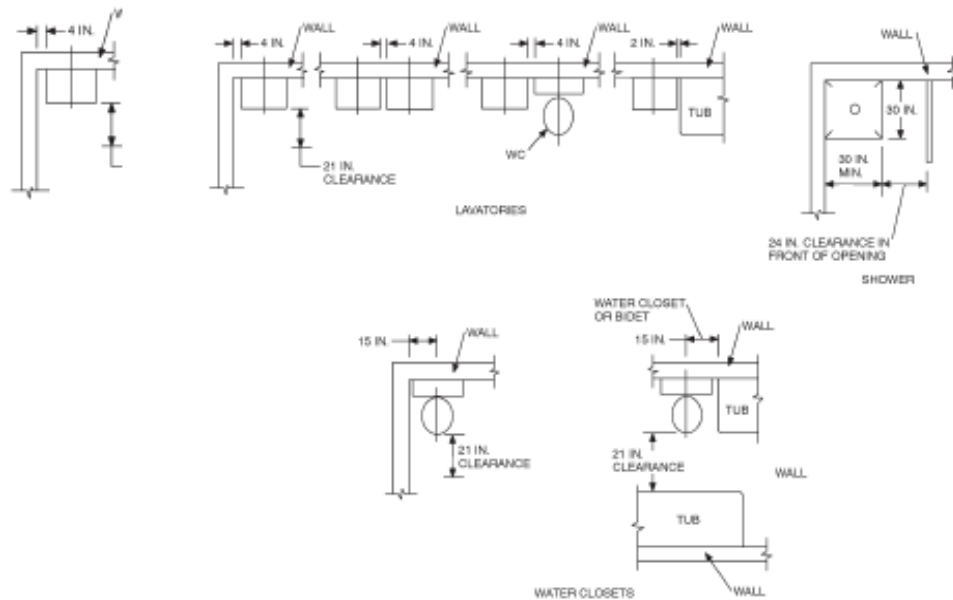 4 IN.
4 IN.
WALL
4 IN.
WALL
4 IN.
WALL
2 IN.
WALL
TUB
WC
21 IN.
CLEARANCE
LAVATORIES
WALL
30 IN.
30 IN.
MIN.
24 IN. CLEARANCE IN
FRONT OF OPENING
SHOWER
15 IN.
WALL
21 IN.
CLEARANCE
WATER CLOSET
OR BIDET
15 IN.
WALL
TUB
21 IN.
CLEARANCE
WALL
TUB
WALL
WATER CLOSETS